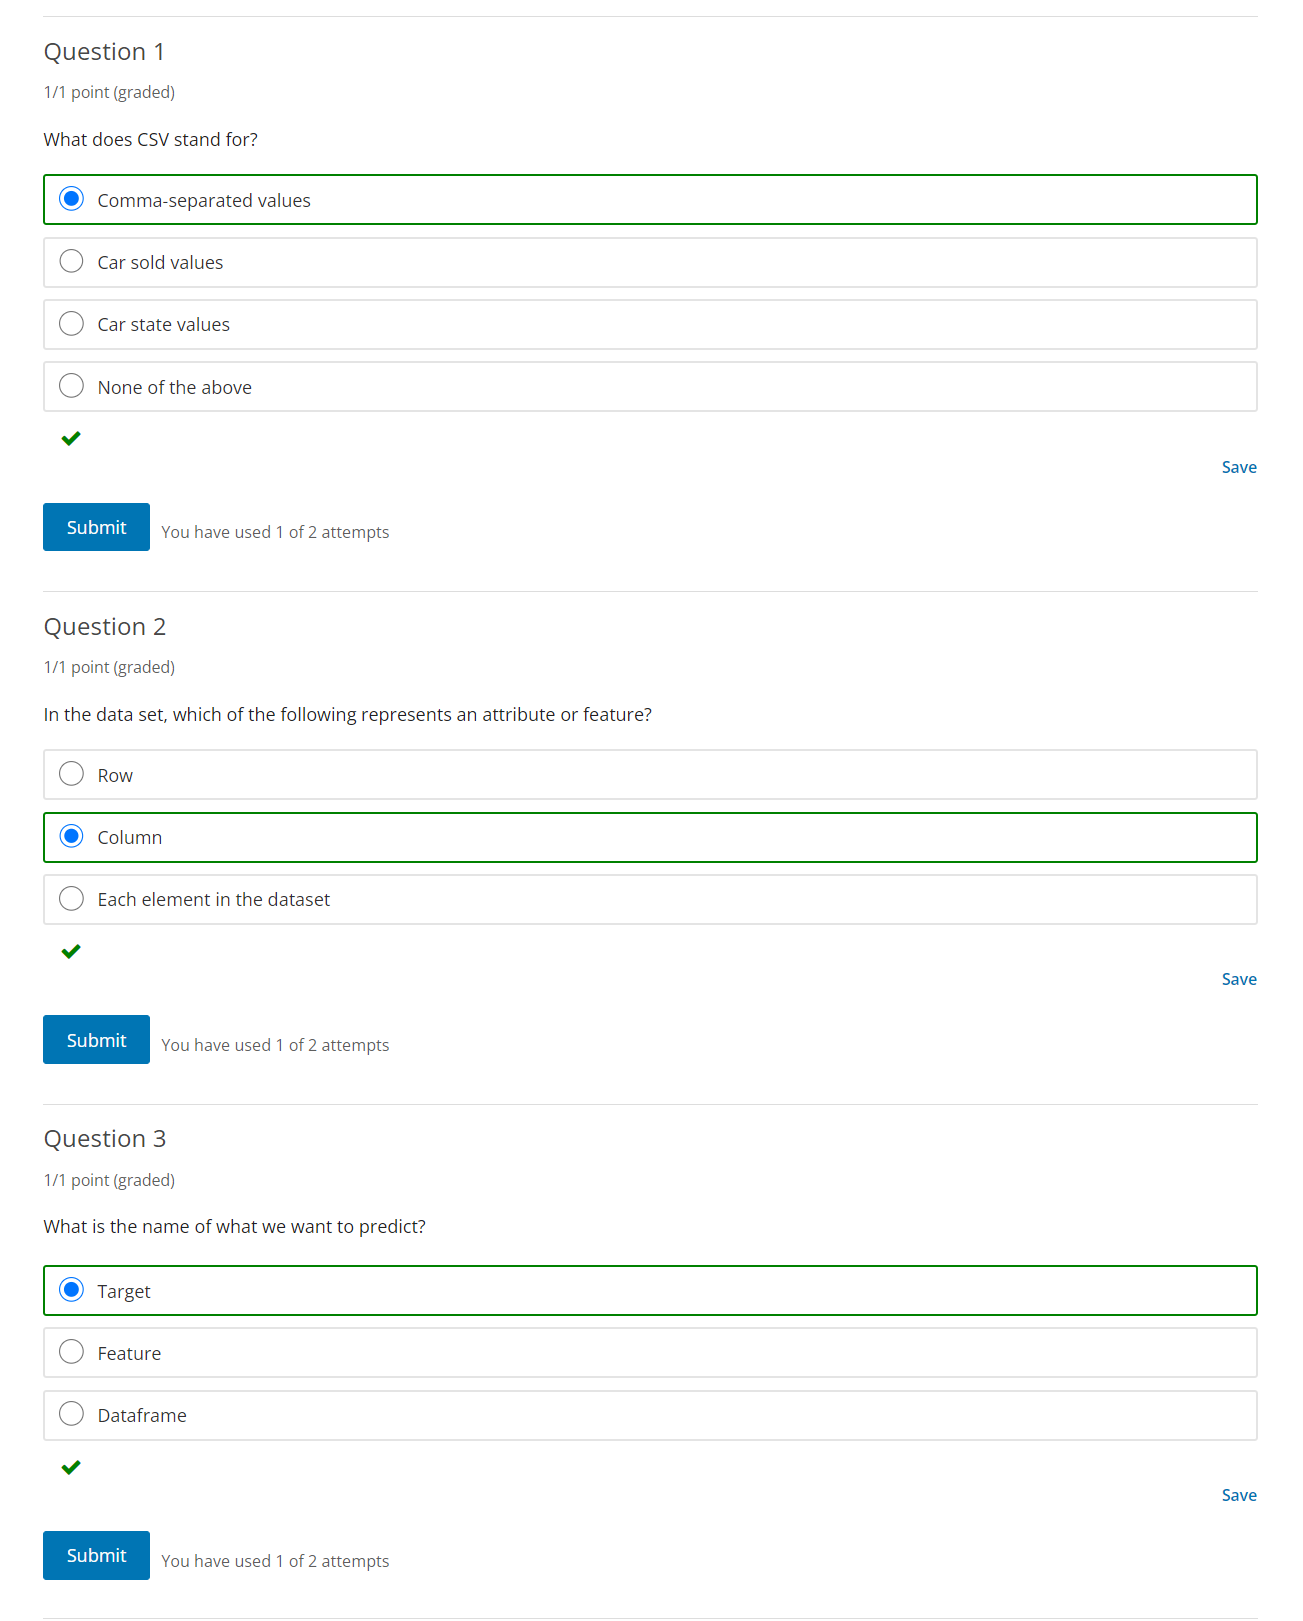 Question 1
1/1 point (graded)
What does CSV stand for?
Comma-separated values
Car sold values
Car state values
None of the above
Save
Submit You have used 1 of 2 attempts
Question 2
1/1 point (graded)
In the data set, which of the following represents an attribute or feature?
Row
Column
Each element in the dataset
Save
Submit You have used 1 of 2 attempts
Question 3
1/1 point (graded)
What is the name of what we want to predict?
Target
Feature
Dataframe
Save
Submit You have used 1 of 2 attempts